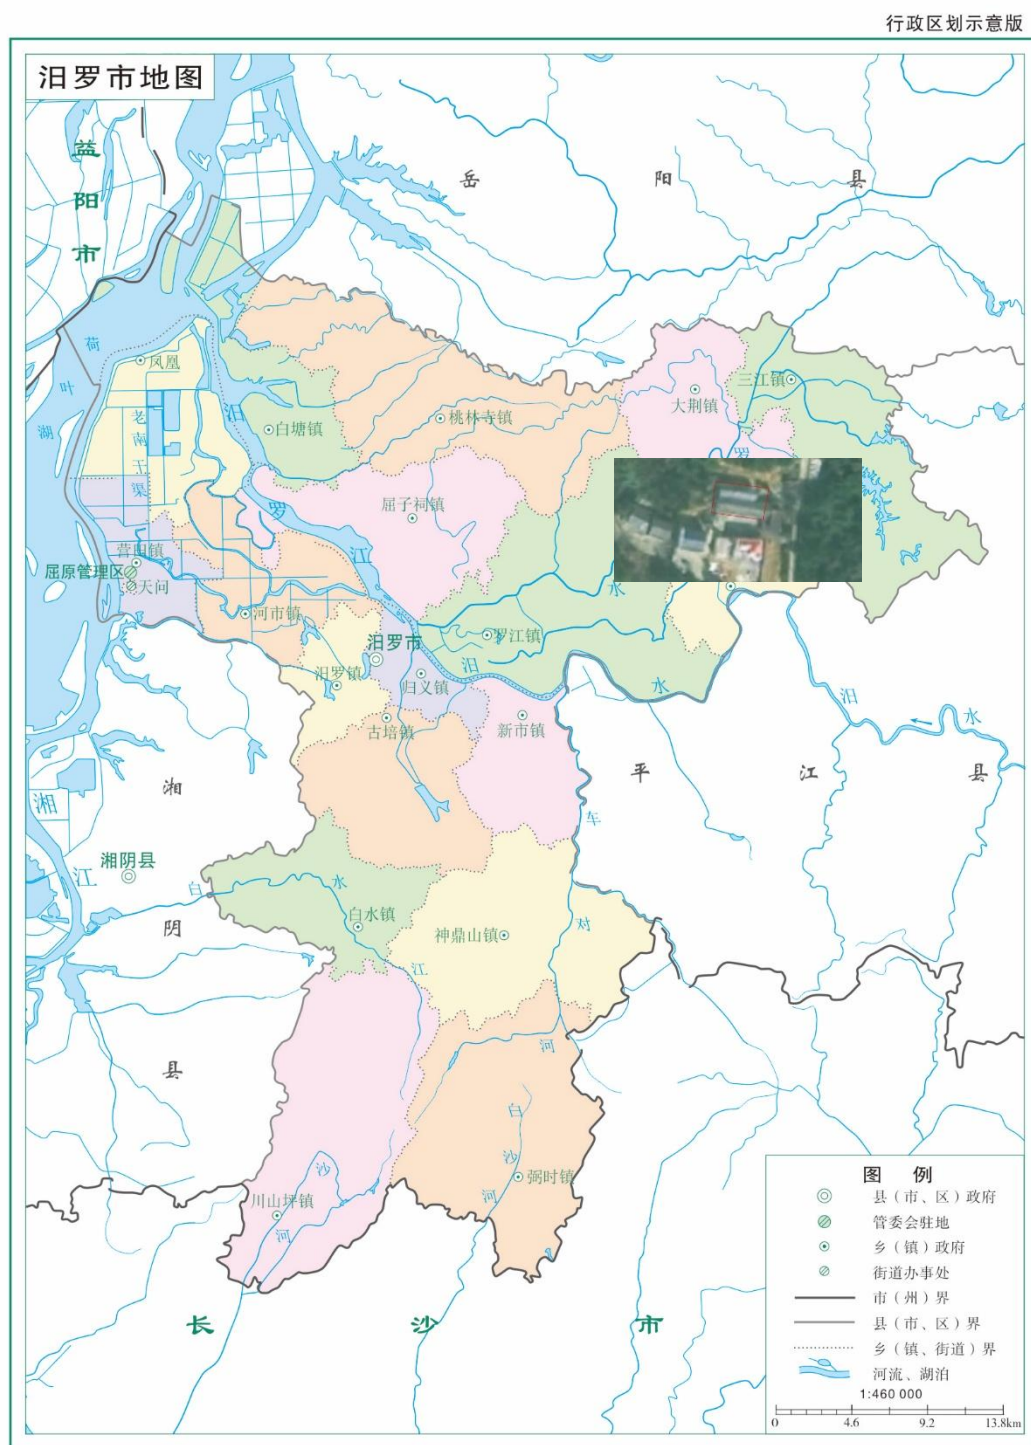 行政区划示意版
汨罗市地图
益阳市
岳阳县
荷叶湖
凤凰
老南干渠
汨
白塘镇
桃林寺镇
大荆镇
三江镇
罗
屈子祠镇
罗
江
营田镇
屈原管理区
天问
河市镇
水
汨罗市
罗江镇
汨
水
汨罗镇
归义镇
古培镇
新市镇
汨
水
湘
平江县
湘
车
湘阴县
江
白
水
白水镇
神鼎山镇
对
阴
江
河
县
白
沙
沙
弼时镇
河
川山坪镇
河
长沙市
图 例
县（市、区）政府
管委会驻地
乡（镇）政府
街道办事处
市（州）界
县（市、区）界
乡（镇、街道）界
河流、湖泊
1:460 000
0 4.6 9.2 13.8km